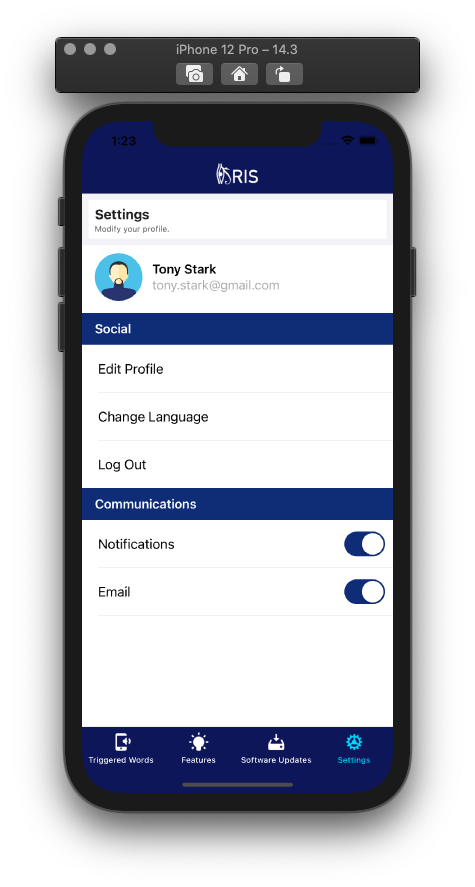 iPhone 12 Pro – 14.3
1:23
RIS
Settings
Modify your profile.
Tony Stark
tony.stark@gmail.com
Social
Edit Profile
Change Language
Log Out
Communications
Notifications
Email
Triggered Words Features Software Updates Settings